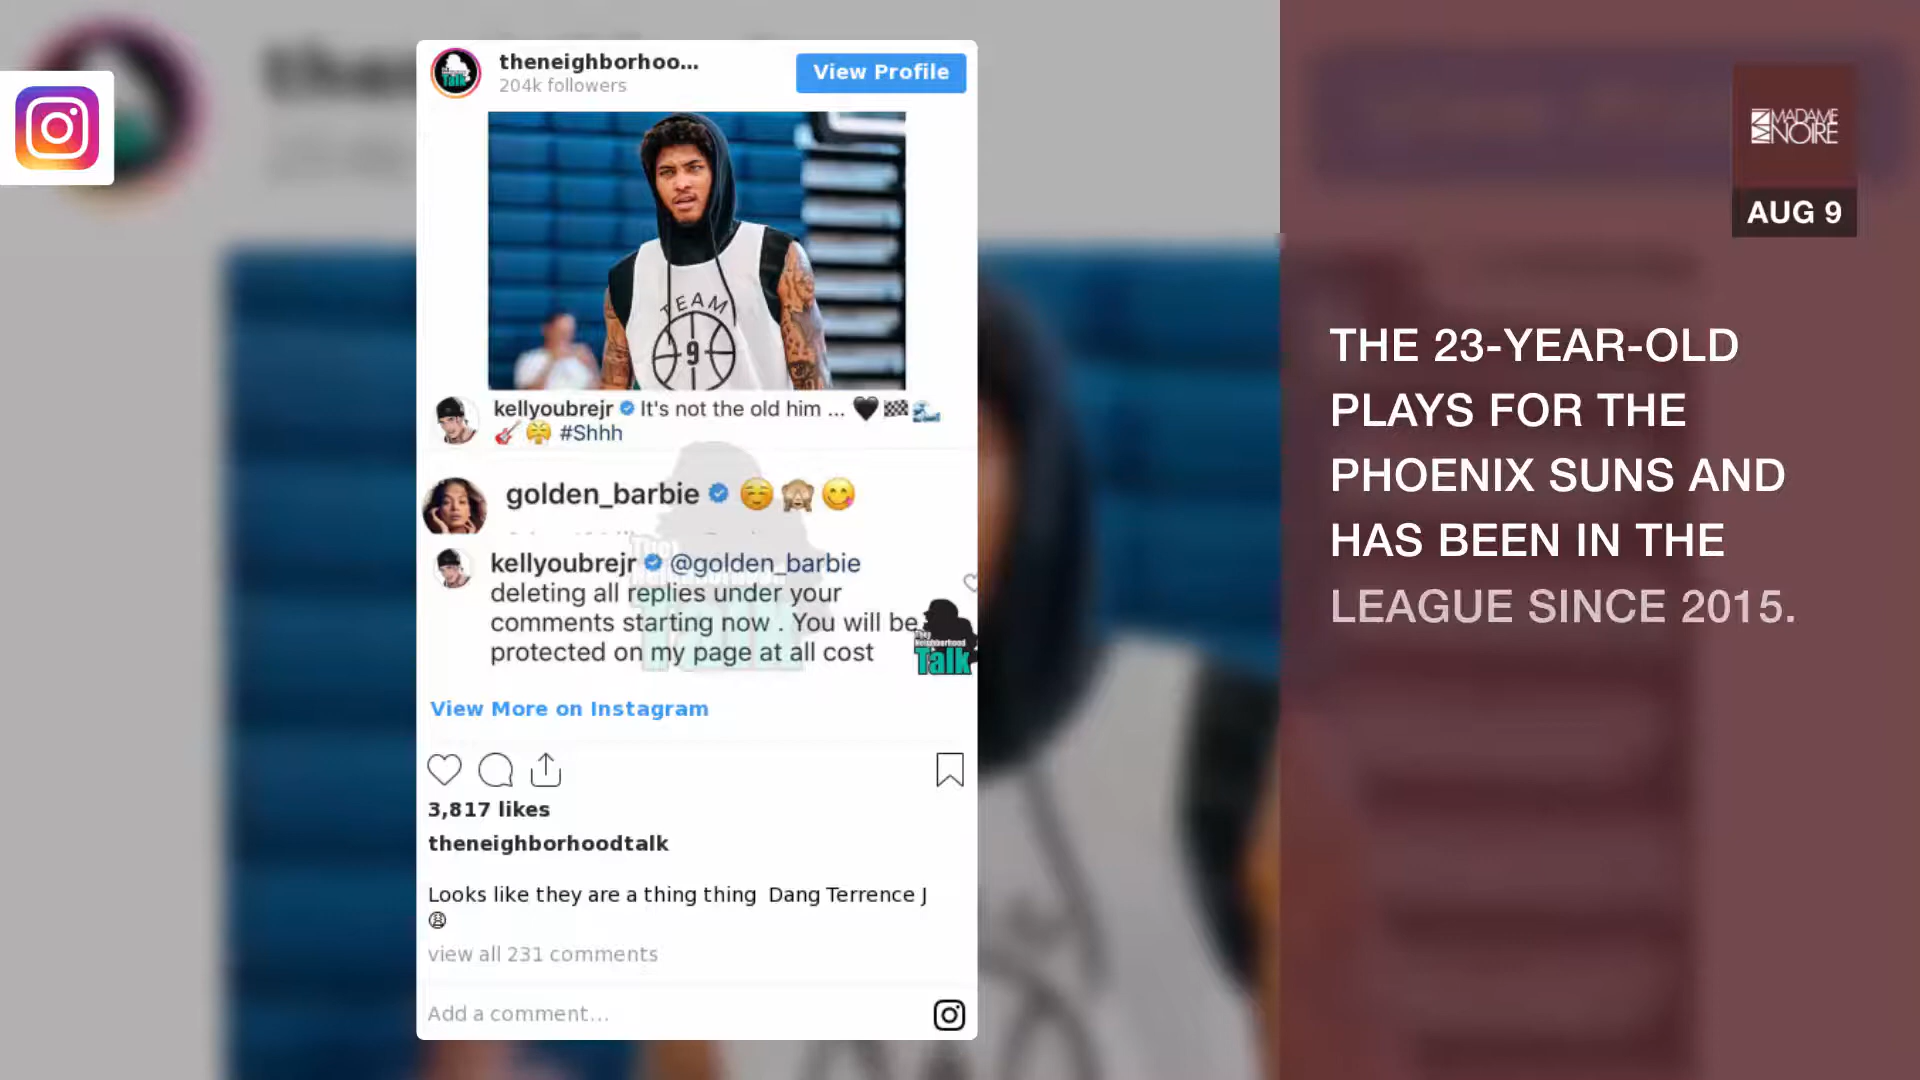 theneighborhoo...
204k followers
View Profile
TEAM
9
kellyoubrejr It's not the old him ... 🖤🏁🌊
🎸😤 #Shhh
golden_barbie ☺️🙈😋
kellyoubrejr @golden_barbie
deleting all replies under your
comments starting now . You will be
protected on my page at all cost
They
Neighborhood
Talk
View More on Instagram
3,817 likes
theneighborhoodtalk
Looks like they are a thing thing Dang Terrence J
😩
view all 231 comments
Add a comment...
MADAME
NOIRE
AUG 9
THE 23-YEAR-OLD
PLAYS FOR THE
PHOENIX SUNS AND
HAS BEEN IN THE
LEAGUE SINCE 2015.